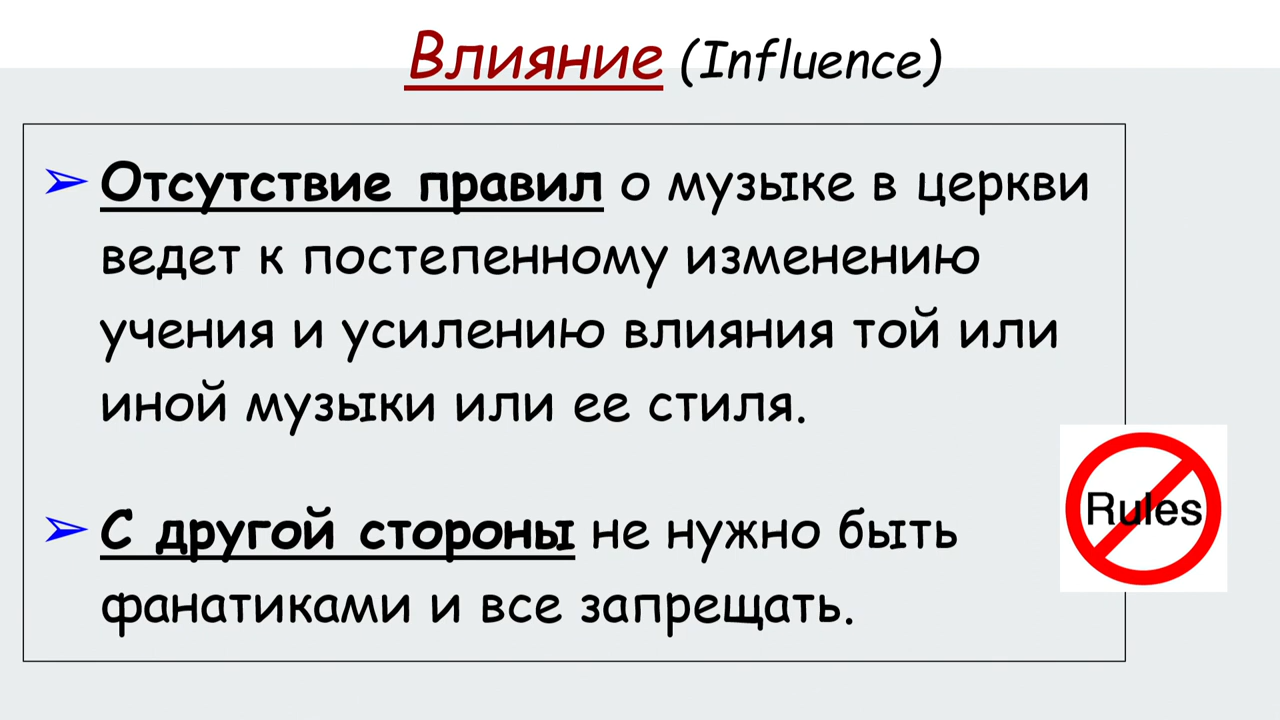 Влияние (Influence)
➢ Отсутствие правил о музыке в церкви
ведет к постепенному изменению
учения и усилению влияния той или
иной музыки или ее стиля.
Rules
➢ С другой стороны не нужно быть
фанатиками и все запрещать.